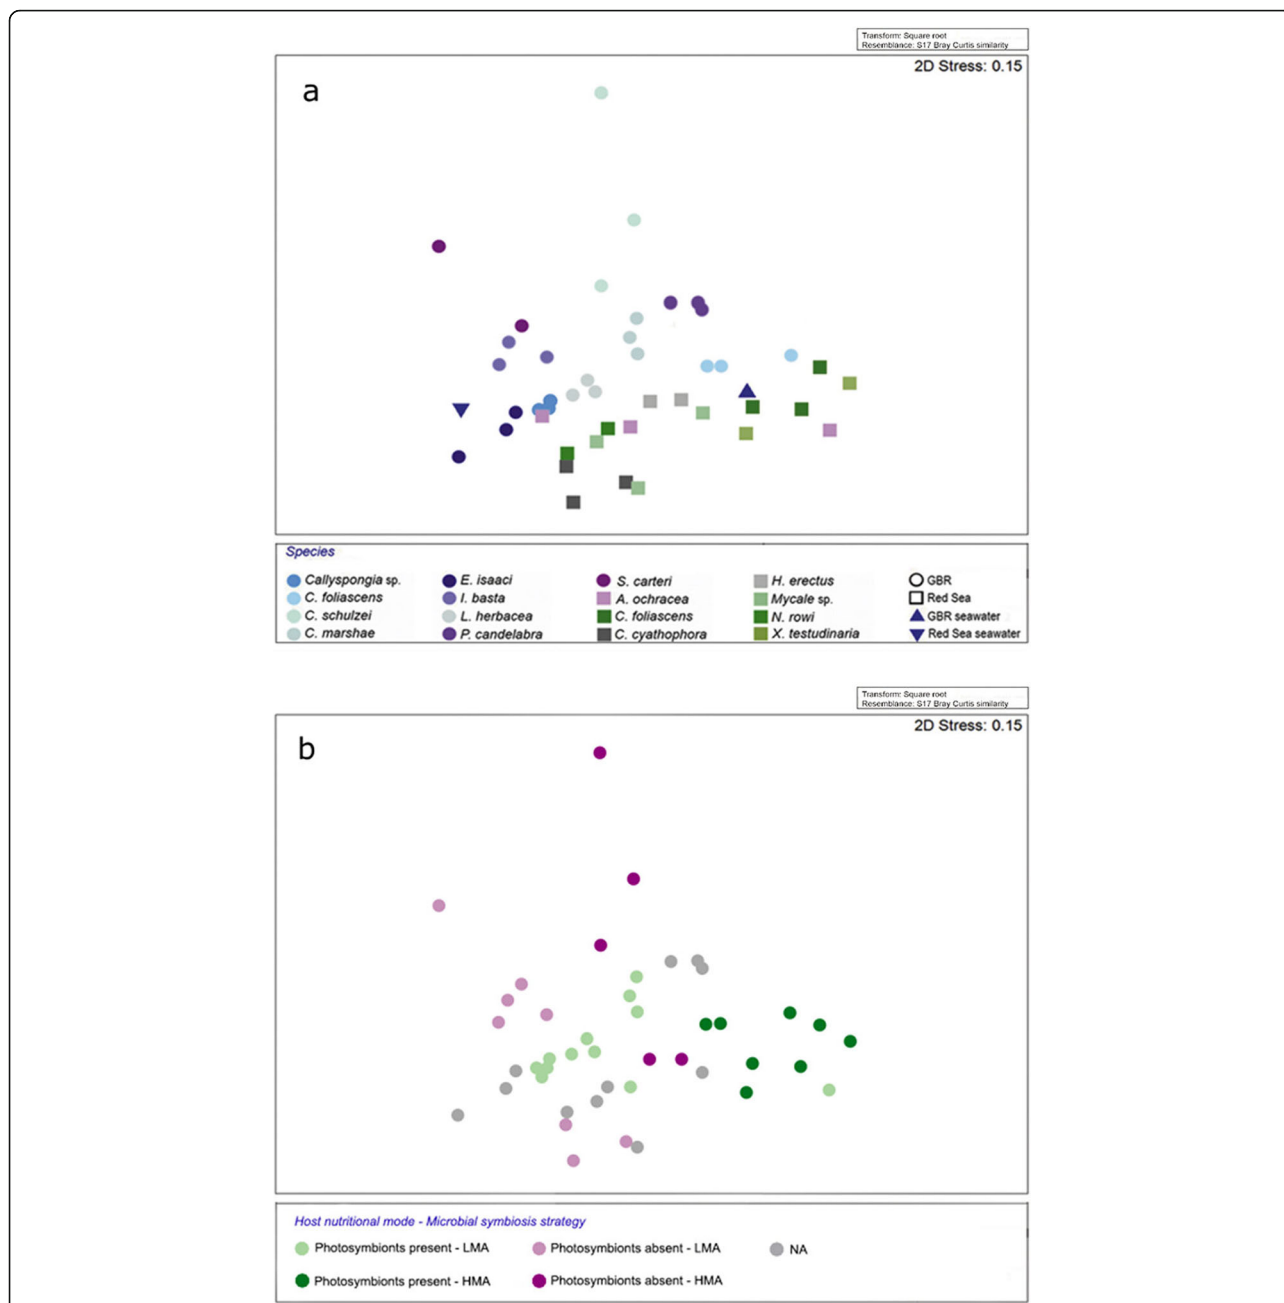 Transform: Square root
Resemblance: S17 Bray Curtis similarity
2D Stress: 0.15
a
Species
Callyspongia sp.
E. isaaci
S. carteri
H. erectus
GBR
C. foliascens
I. basta
A. ochracea
Mycale sp.
Red Sea
C. schulzei
L. herbacea
C. foliascens
N. rowi
GBR seawater
C. marshae
P. candelabra
C. cyathophora
X. testudinaria
Red Sea seawater
Transform: Square root
Resemblance: S17 Bray Curtis similarity
2D Stress: 0.15
b
Host nutritional mode - Microbial symbiosis strategy
Photosymbionts present - LMA
Photosymbionts absent - LMA
NA
Photosymbionts present - HMA
Photosymbionts absent - HMA